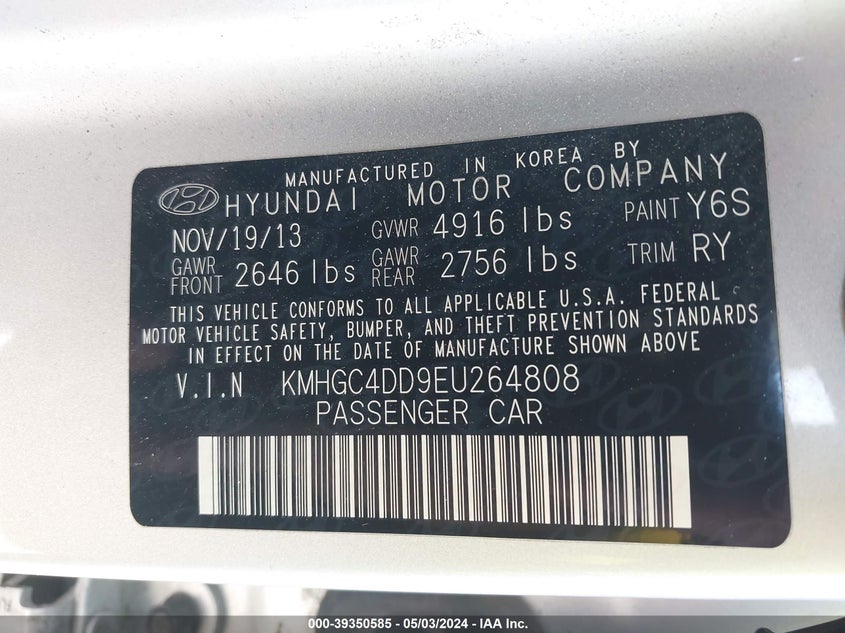 MANUFACTURED IN KOREA BY
HYUNDAI MOTOR COMPANY
NOV/19/13 GVWR 4916 lbs PAINT Y6S
GAWR FRONT 2646 lbs GAWR REAR 2756 lbs TRIM RY
THIS VEHICLE CONFORMS TO ALL APPLICABLE U.S.A. FEDERAL
MOTOR VEHICLE SAFETY, BUMPER, AND THEFT PREVENTION STANDARDS
IN EFFECT ON THE DATE OF MANUFACTURE SHOWN ABOVE
V.I.N KMHGC4DD9EU264808
PASSENGER CAR
000-39350585 - 05/03/2024 - IAA Inc.